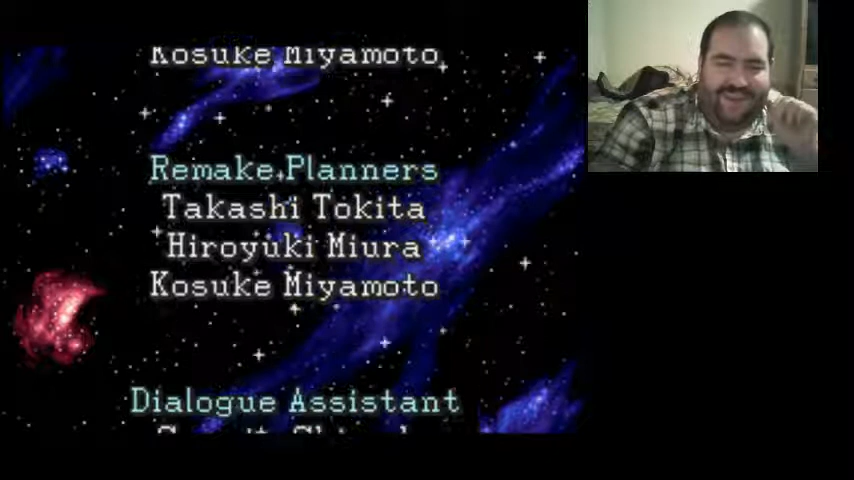 Kosuke Miyamoto
Remake Planners
Takashi Tokita
Hiroyuki Miura
Kosuke Miyamoto
Dialogue Assistant